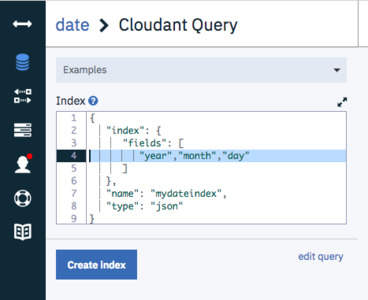 date > Cloudant Query
Examples
Index ?
1 {
2 "index": {
3 "fields": [
4 "year","month","day"
5 ]
6 },
7 "name": "mydateindex",
8 "type": "json"
9 }
Create index
edit query